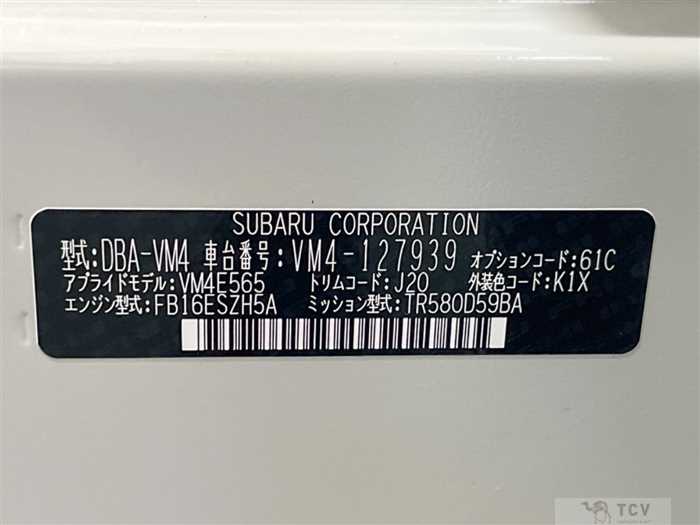 SUBARU CORPORATION
型式:DBA-VM4 車台番号:VM4-127939 オプションコード:61C
アプライドモデル:VM4E565 トリムコード:J20 外装色コード:K1X
エンジン型式:FB16ESZH5A ミッション型式:TR580D59BA
TCV